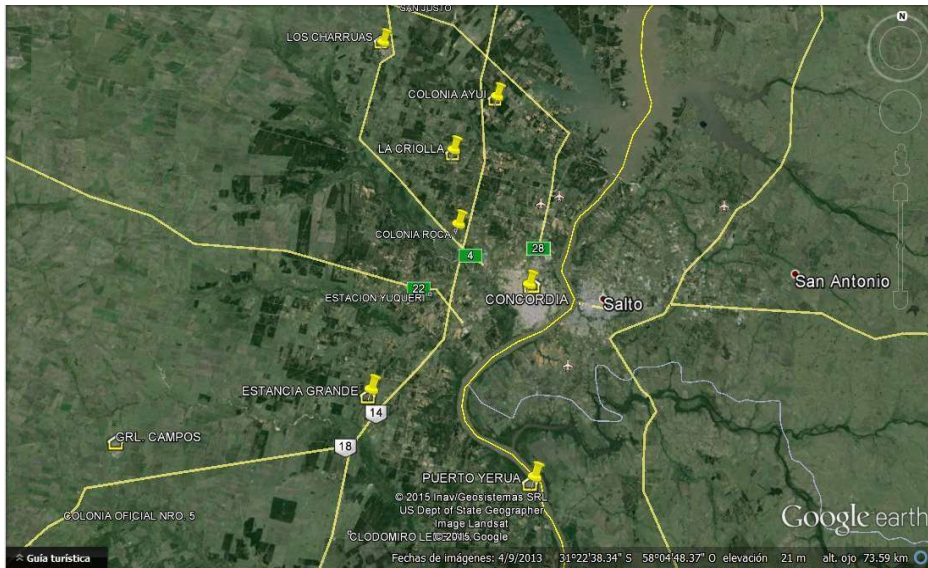 SAN JUSTO
N
LOS CHARRUAS
COLONIA AYUI
LA CRIOLLA
COLONIA ROCA
4
28
22
ESTACION YUQUERI
CONCORDIA
Salto
San Antonio
ESTANCIA GRANDE
14
GRL. CAMPOS
18
PUERTO YERUA
© 2015 Inav/Geosistemas SRL
US Dept of State Geographer
Image Landsat
© 2015 Google
COLONIA OFICIAL NRO. 5
CLODOMIRO
Google earth
Guía turística
Fechas de imágenes: 4/9/2013 31°22'38.34" S 58°04'48.37" O elevación 21 m alt. ojo 73.59 km